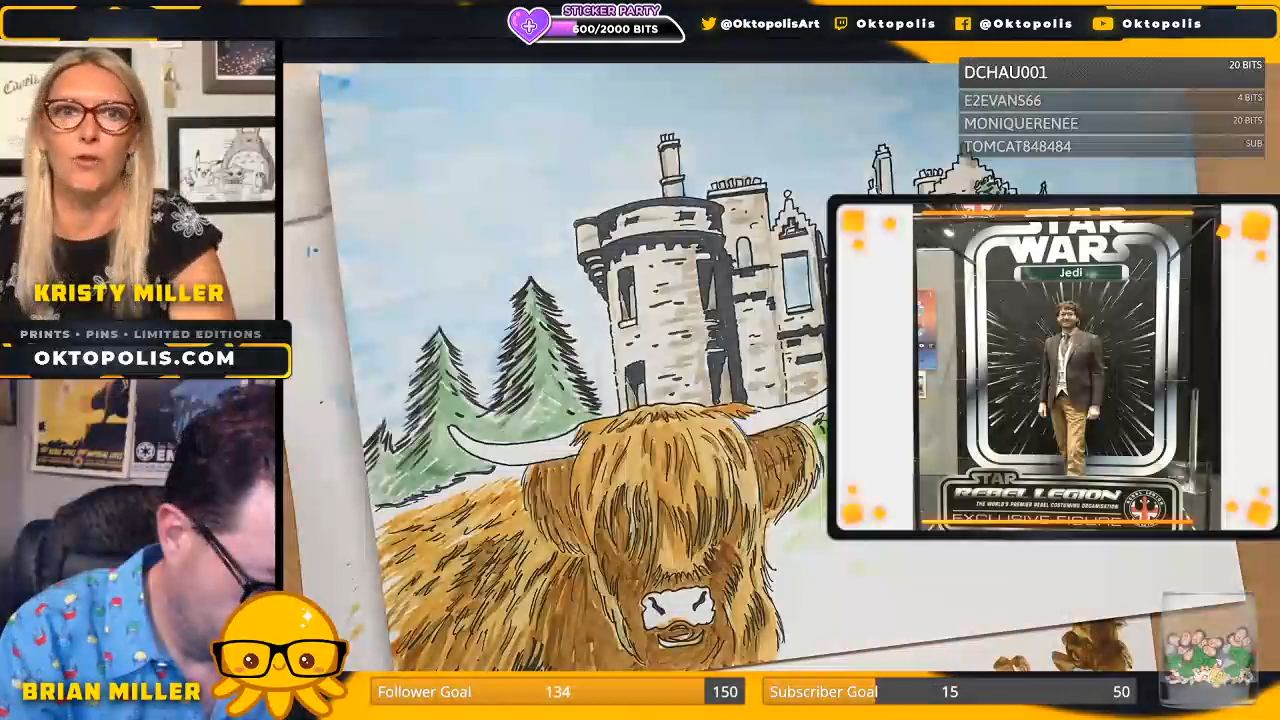 STICKER PARTY
600/2000 BITS
@OktopolisArt
Oktopolis
@Oktopolis
Oktopolis
DCHAU001 20 BITS
E2EVANS66 4 BITS
MONIQUERENEE 20 BITS
TOMCAT848484 SUB
KRISTY MILLER
PRINTS • PINS • LIMITED EDITIONS
OKTOPOLIS.COM
STAR
WARS
Jedi
STAR
REBEL LEGION
THE WORLD'S PREMIER REBEL COSTUMING ORGANISATION
EXCLUSIVE FIGURE
BRIAN MILLER
Follower Goal 134 150
Subscriber Goal 15 50